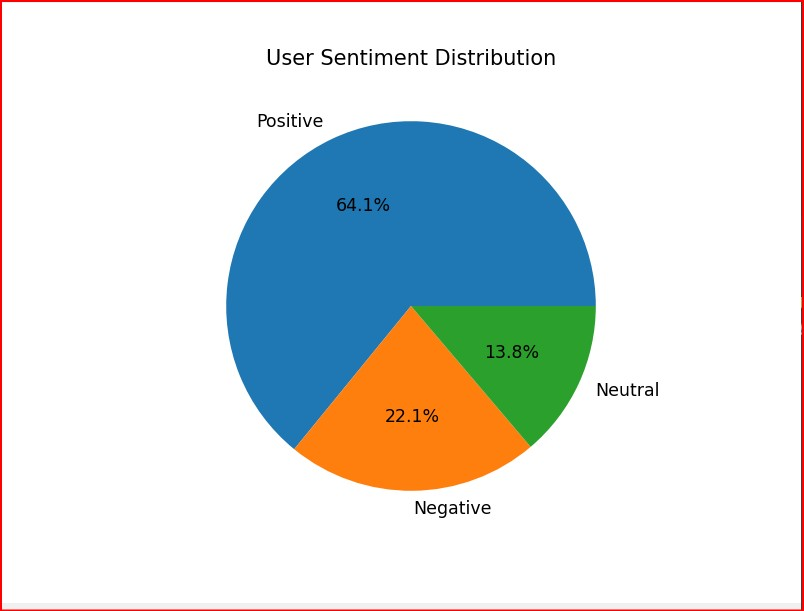 User Sentiment Distribution
Positive
64.1%
13.8%
Neutral
22.1%
Negative